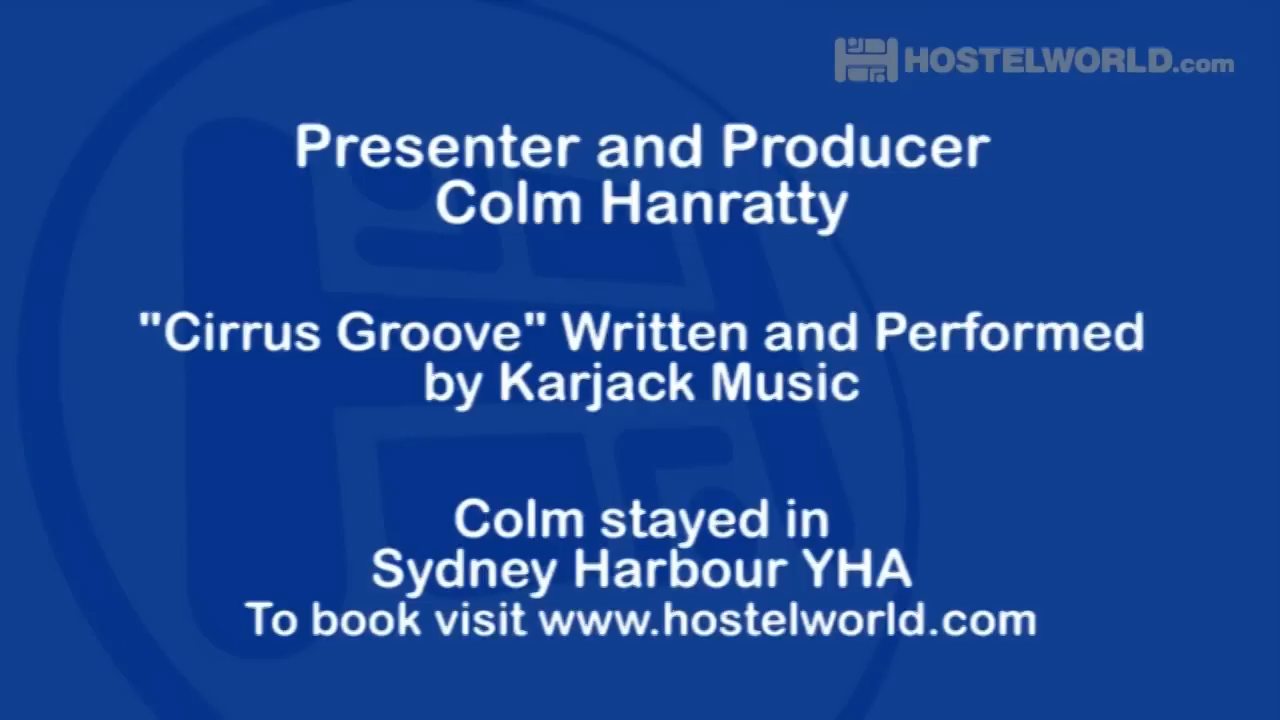 HOSTELWORLD.com
Presenter and Producer
Colm Hanratty
"Cirrus Groove" Written and Performed
by Karjack Music
Colm stayed in
Sydney Harbour YHA
To book visit www.hostelworld.com